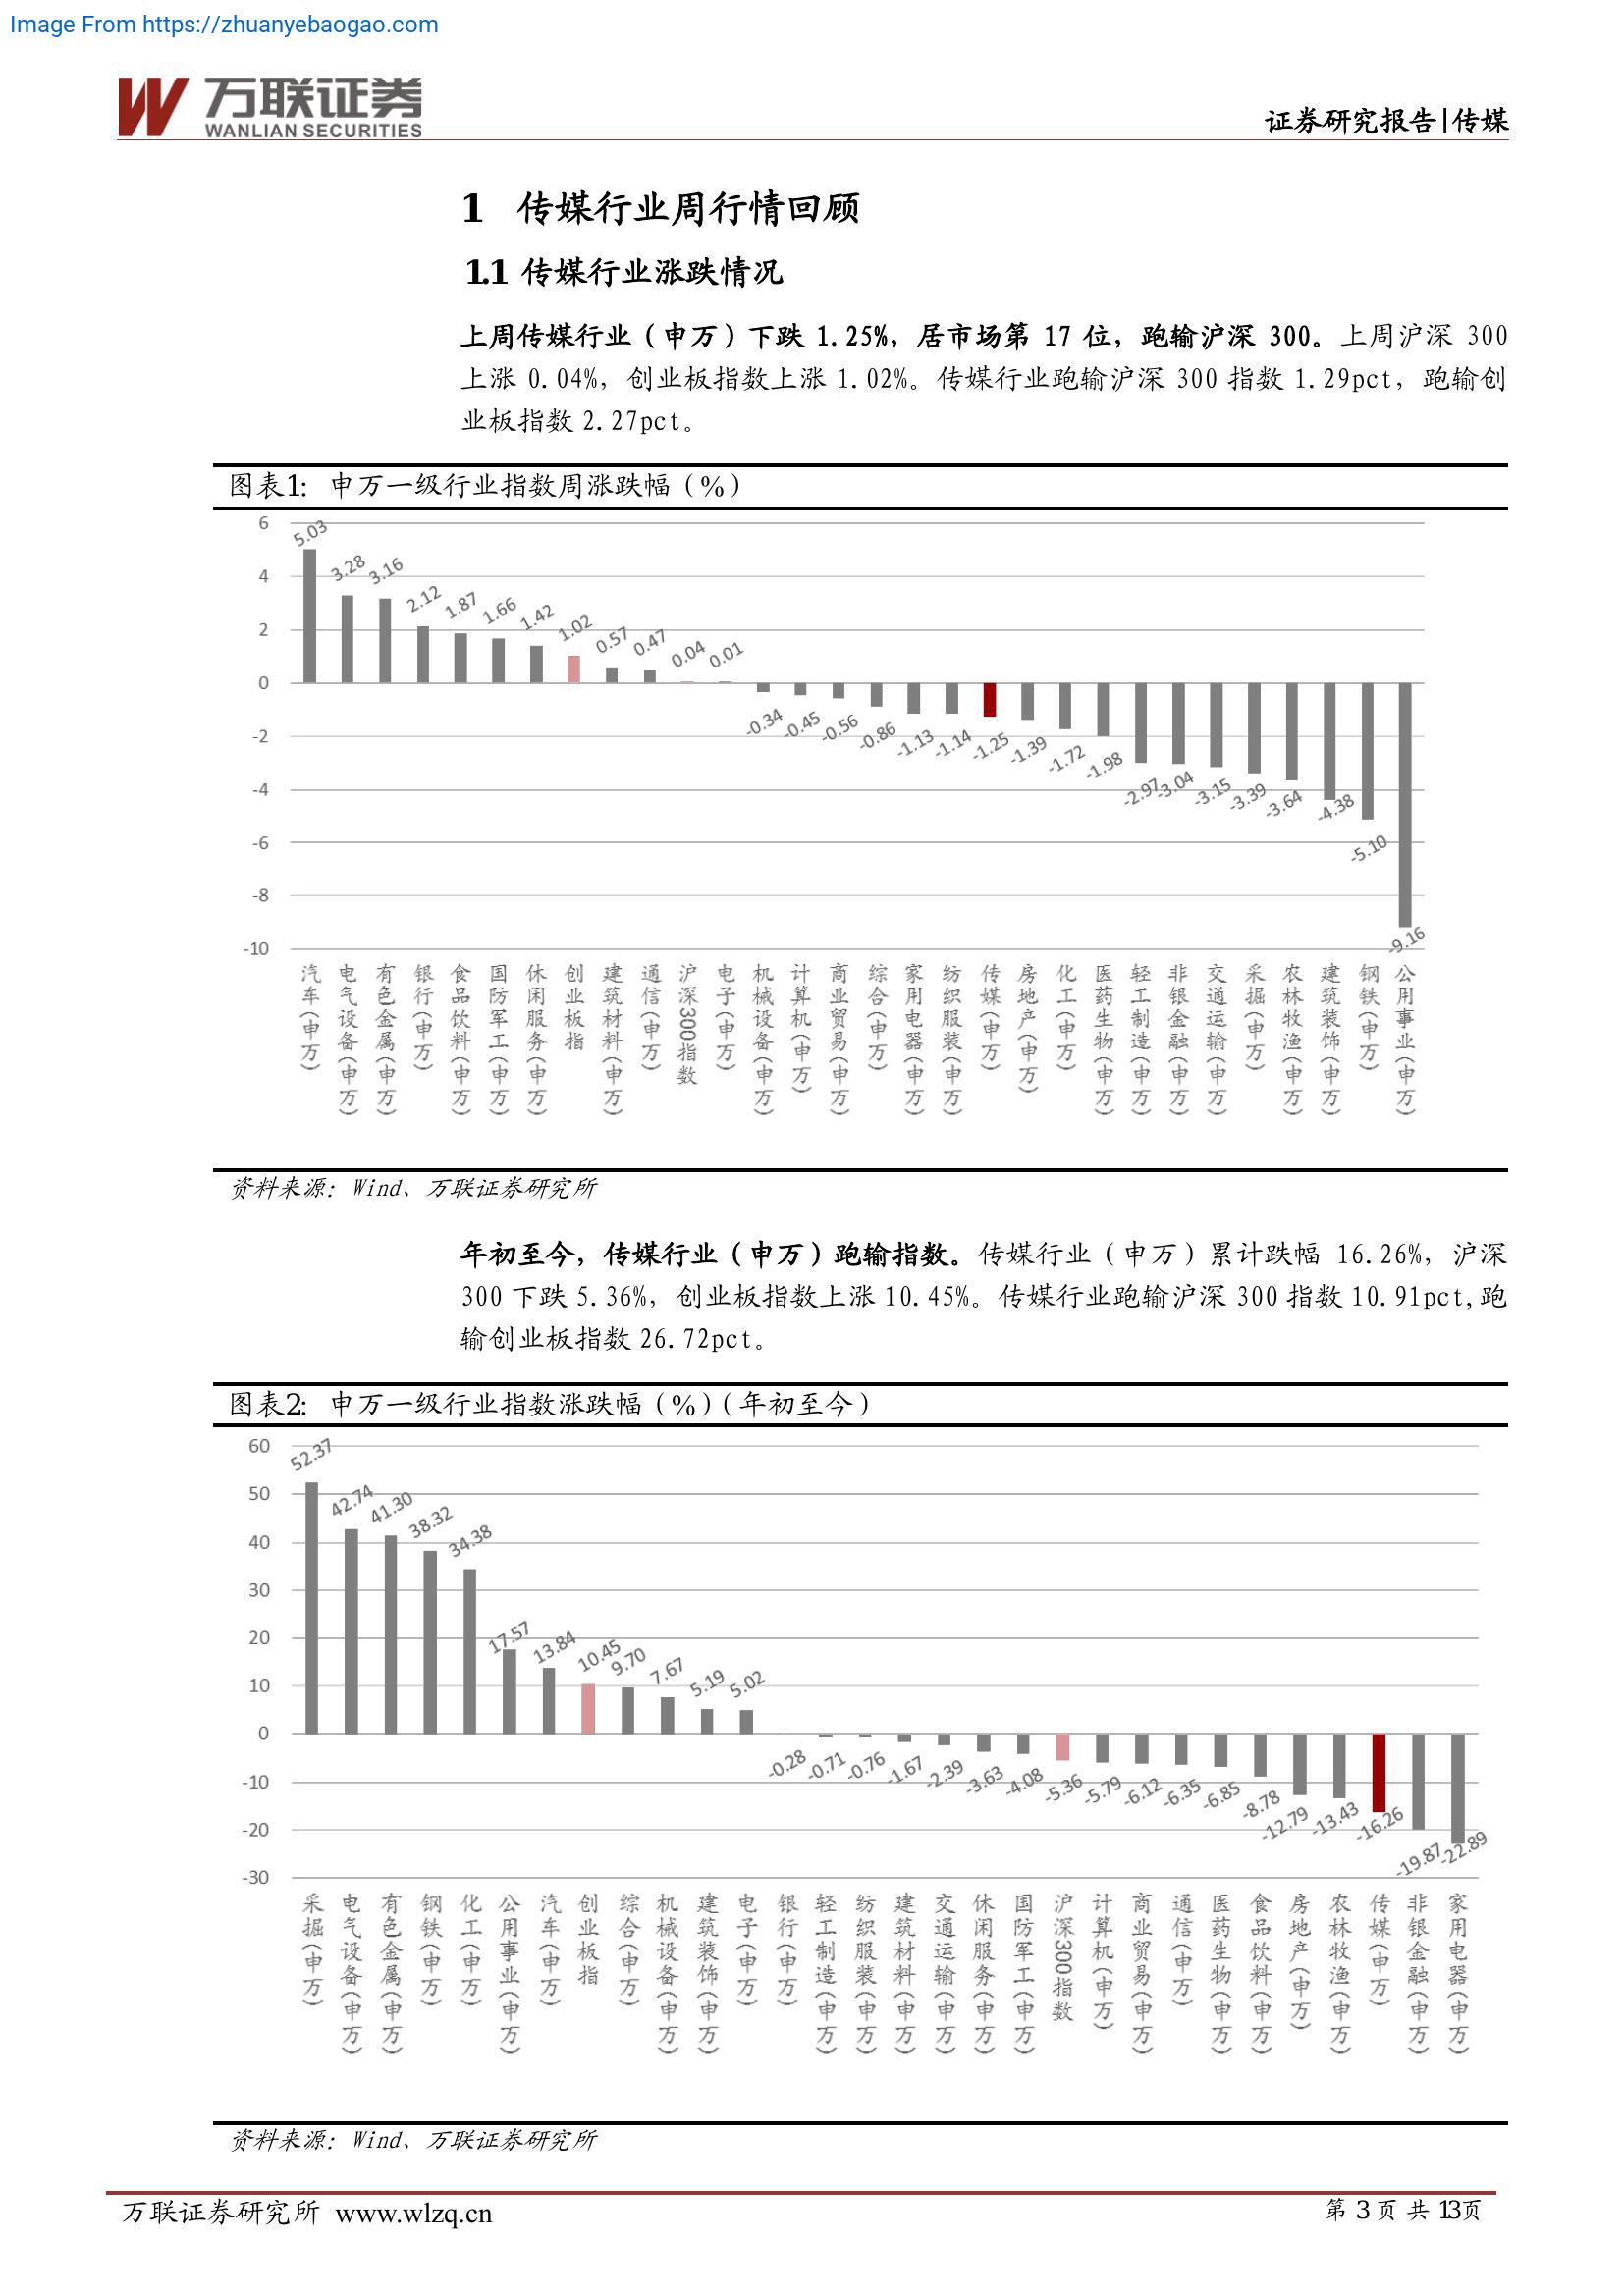 Image From https://zhuanyebaogao.com
万联证券
WANLIAN SECURITIES
证券研究报告|传媒
1 传媒行业周行情回顾
1.1 传媒行业涨跌情况
上周传媒行业（申万）下跌 1.25%，居市场第 17 位，跑输沪深 300。上周沪深 300
上涨 0.04%，创业板指数上涨 1.02%。传媒行业跑输沪深 300 指数 1.29pct，跑输创
业板指数 2.27pct。
图表1： 申万一级行业指数周涨跌幅（%）
6
4
2
0
-2
-4
-6
-8
-10
5.03
3.28
3.16
2.12
1.87
1.66
1.42
1.02
0.57
0.47
0.04
0.01
-0.34
-0.45
-0.56
-0.86
-1.13
-1.14
-1.25
-1.39
-1.72
-1.98
-2.97
-3.04
-3.15
-3.39
-3.64
-4.38
-5.10
-9.16
汽车(申万)
电气设备(申万)
有色金属(申万)
银行(申万)
食品饮料(申万)
国防军工(申万)
休闲服务(申万)
创业板指
建筑材料(申万)
通信(申万)
沪深300指数
电子(申万)
机械设备(申万)
计算机(申万)
商业贸易(申万)
综合(申万)
家用电器(申万)
纺织服装(申万)
传媒(申万)
房地产(申万)
化工(申万)
医药生物(申万)
轻工制造(申万)
非银金融(申万)
交通运输(申万)
采掘(申万)
农林牧渔(申万)
建筑装饰(申万)
钢铁(申万)
公用事业(申万)
资料来源：Wind、万联证券研究所
年初至今，传媒行业（申万）跑输指数。传媒行业（申万）累计跌幅 16.26%，沪深
300 下跌 5.36%，创业板指数上涨 10.45%。传媒行业跑输沪深 300 指数 10.91pct,跑
输创业板指数 26.72pct。
图表2： 申万一级行业指数涨跌幅（%）（年初至今）
60
50
40
30
20
10
0
-10
-20
-30
52.37
42.74
41.30
38.32
34.38
17.57
13.84
10.45
9.70
7.67
5.19
5.02
-0.28
-0.71
-0.76
-1.67
-2.39
-3.63
-4.08
-5.36
-5.79
-6.12
-6.35
-6.85
-8.78
-12.79
-13.43
-16.26
-19.87
-22.89
采掘(申万)
电气设备(申万)
有色金属(申万)
钢铁(申万)
化工(申万)
公用事业(申万)
汽车(申万)
创业板指
综合(申万)
机械设备(申万)
建筑装饰(申万)
电子(申万)
银行(申万)
轻工制造(申万)
纺织服装(申万)
建筑材料(申万)
交通运输(申万)
休闲服务(申万)
国防军工(申万)
沪深300指数
计算机(申万)
商业贸易(申万)
通信(申万)
医药生物(申万)
食品饮料(申万)
房地产(申万)
农林牧渔(申万)
传媒(申万)
非银金融(申万)
家用电器(申万)
资料来源：Wind、万联证券研究所
万联证券研究所 www.wlzq.cn
第 3 页 共 13页